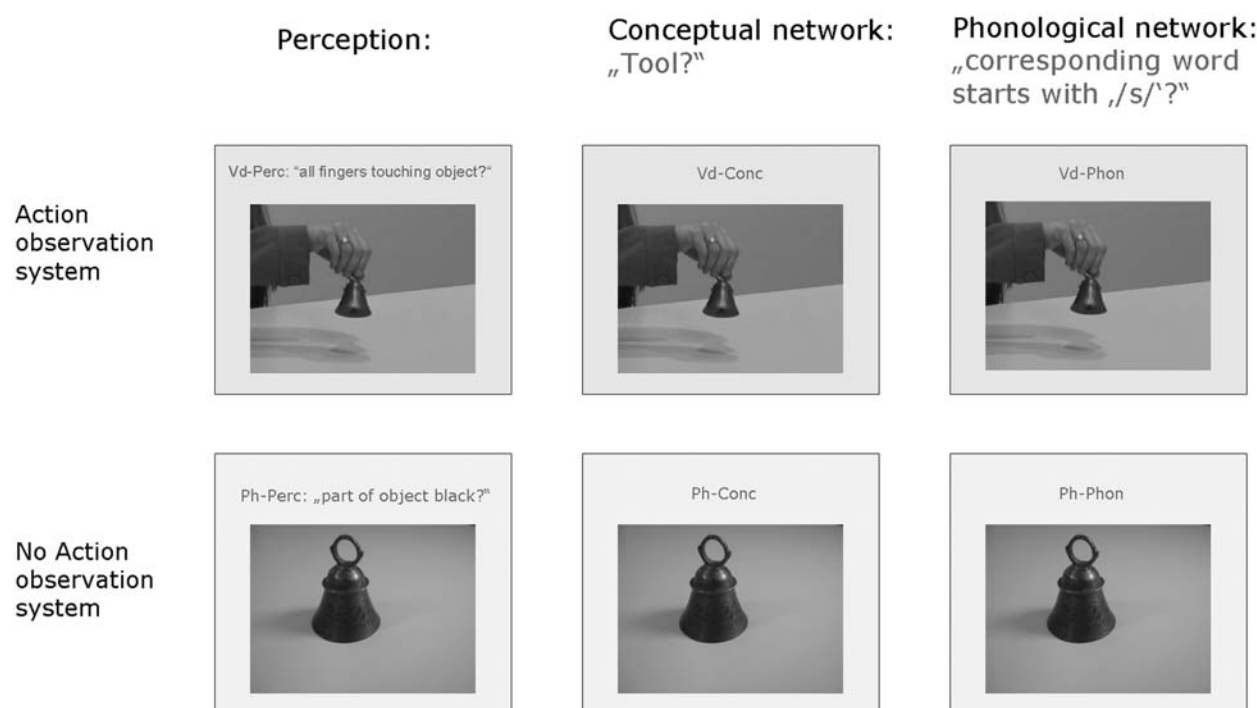 Perception:
Conceptual network:
„Tool?“
Phonological network:
„corresponding word
starts with ‚/s/‘?“
Action
observation
system
Vd-Perc: "all fingers touching object?"
Vd-Conc
Vd-Phon
No Action
observation
system
Ph-Perc: „part of object black?“
Ph-Conc
Ph-Phon